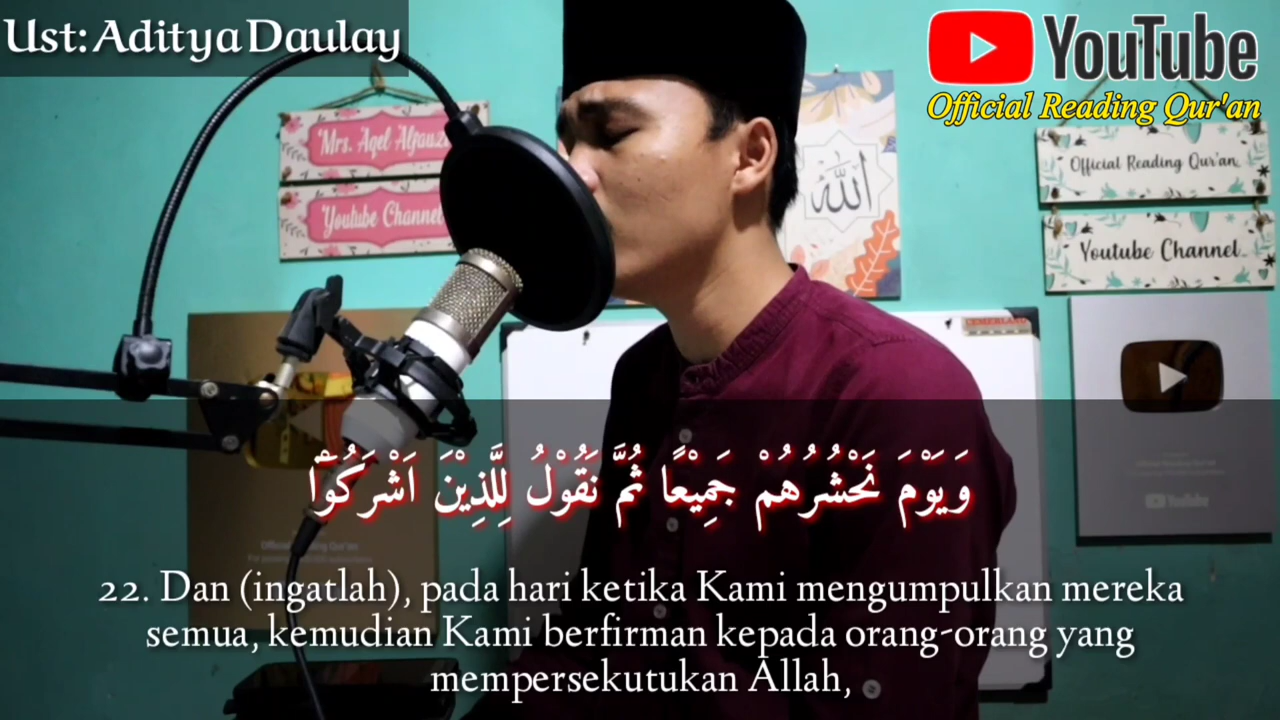 Ust: Aditya Daulay
YouTube
Official Reading Qur'an
Mrs. Aqel Alfauzi
Youtube Channel
الله
Official Reading Qur'an
Youtube Channel
YouTube
وَيَوْمَ نَحْشُرُهُمْ جَمِيْعًا ثُمَّ نَقُوْلُ لِلَّذِيْنَ اَشْرَكُوْٓا
22. Dan (ingatlah), pada hari ketika Kami mengumpulkan mereka
semua, kemudian Kami berfirman kepada orang-orang yang
mempersekutukan Allah,